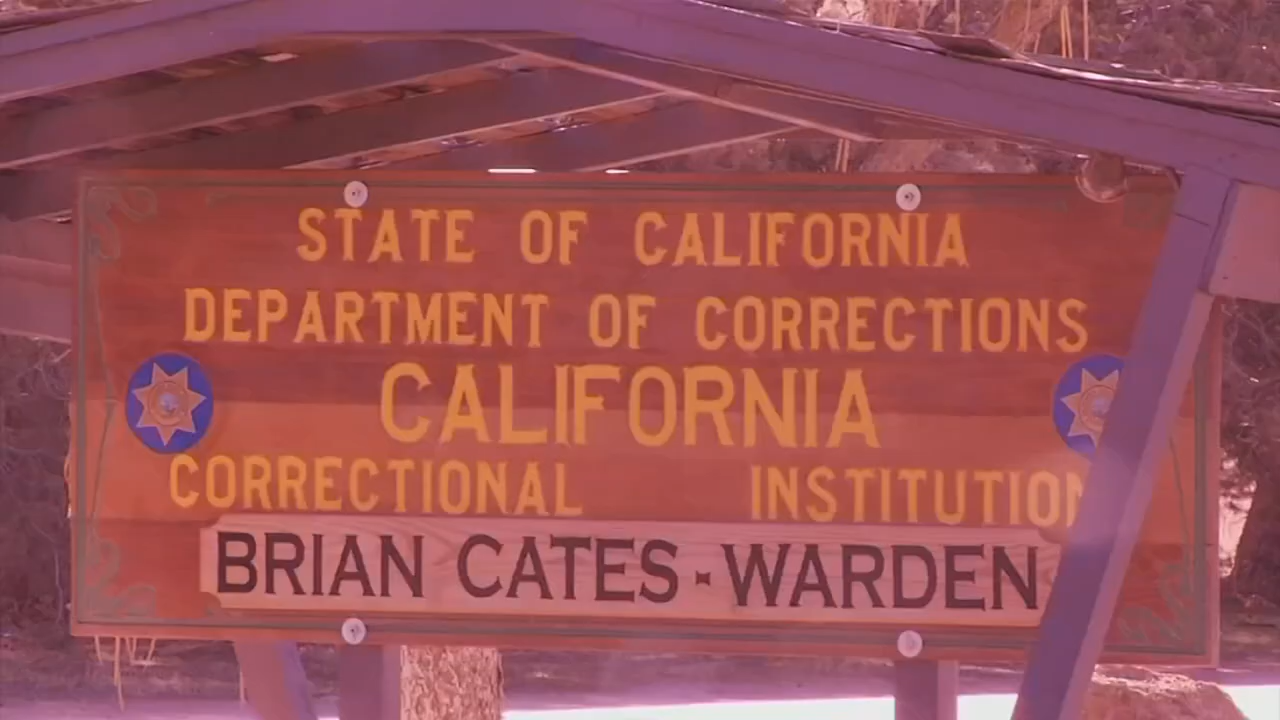 STATE OF CALIFORNIA
DEPARTMENT OF CORRECTIONS
CALIFORNIA
CORRECTIONAL INSTITUTION
BRIAN CATES - WARDEN